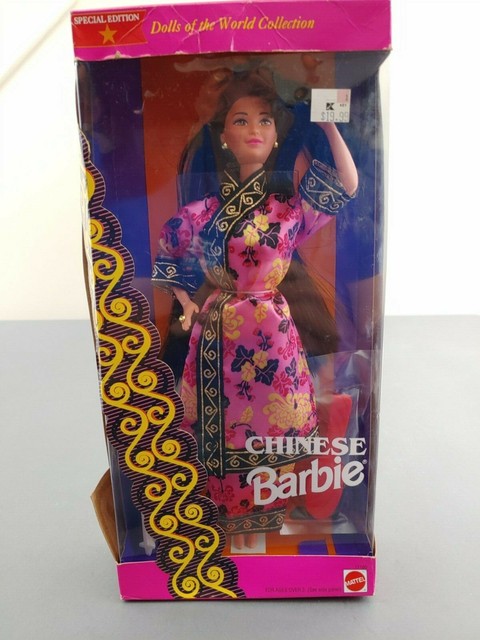 SPECIAL EDITION
Dolls of the World Collection
K
$19.99
CHINESE
Barbie®
MATTEL